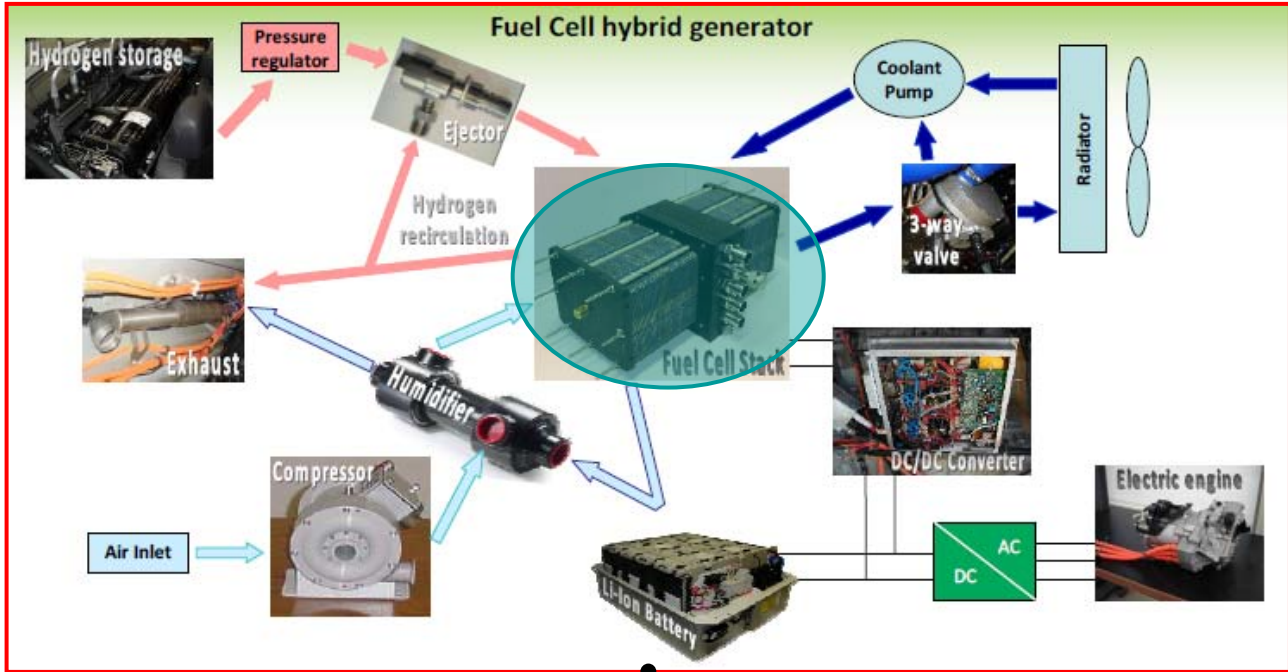 Fuel Cell hybrid generator
Hydrogen storage
Pressure
regulator
Ejector
Coolant
Pump
Radiator
3-way
valve
Hydrogen
recirculation
Exhaust
Humidifier
Fuel Cell Stack
DC/DC Converter
Compressor
Electric engine
Air Inlet
Li-Ion Battery
AC
DC